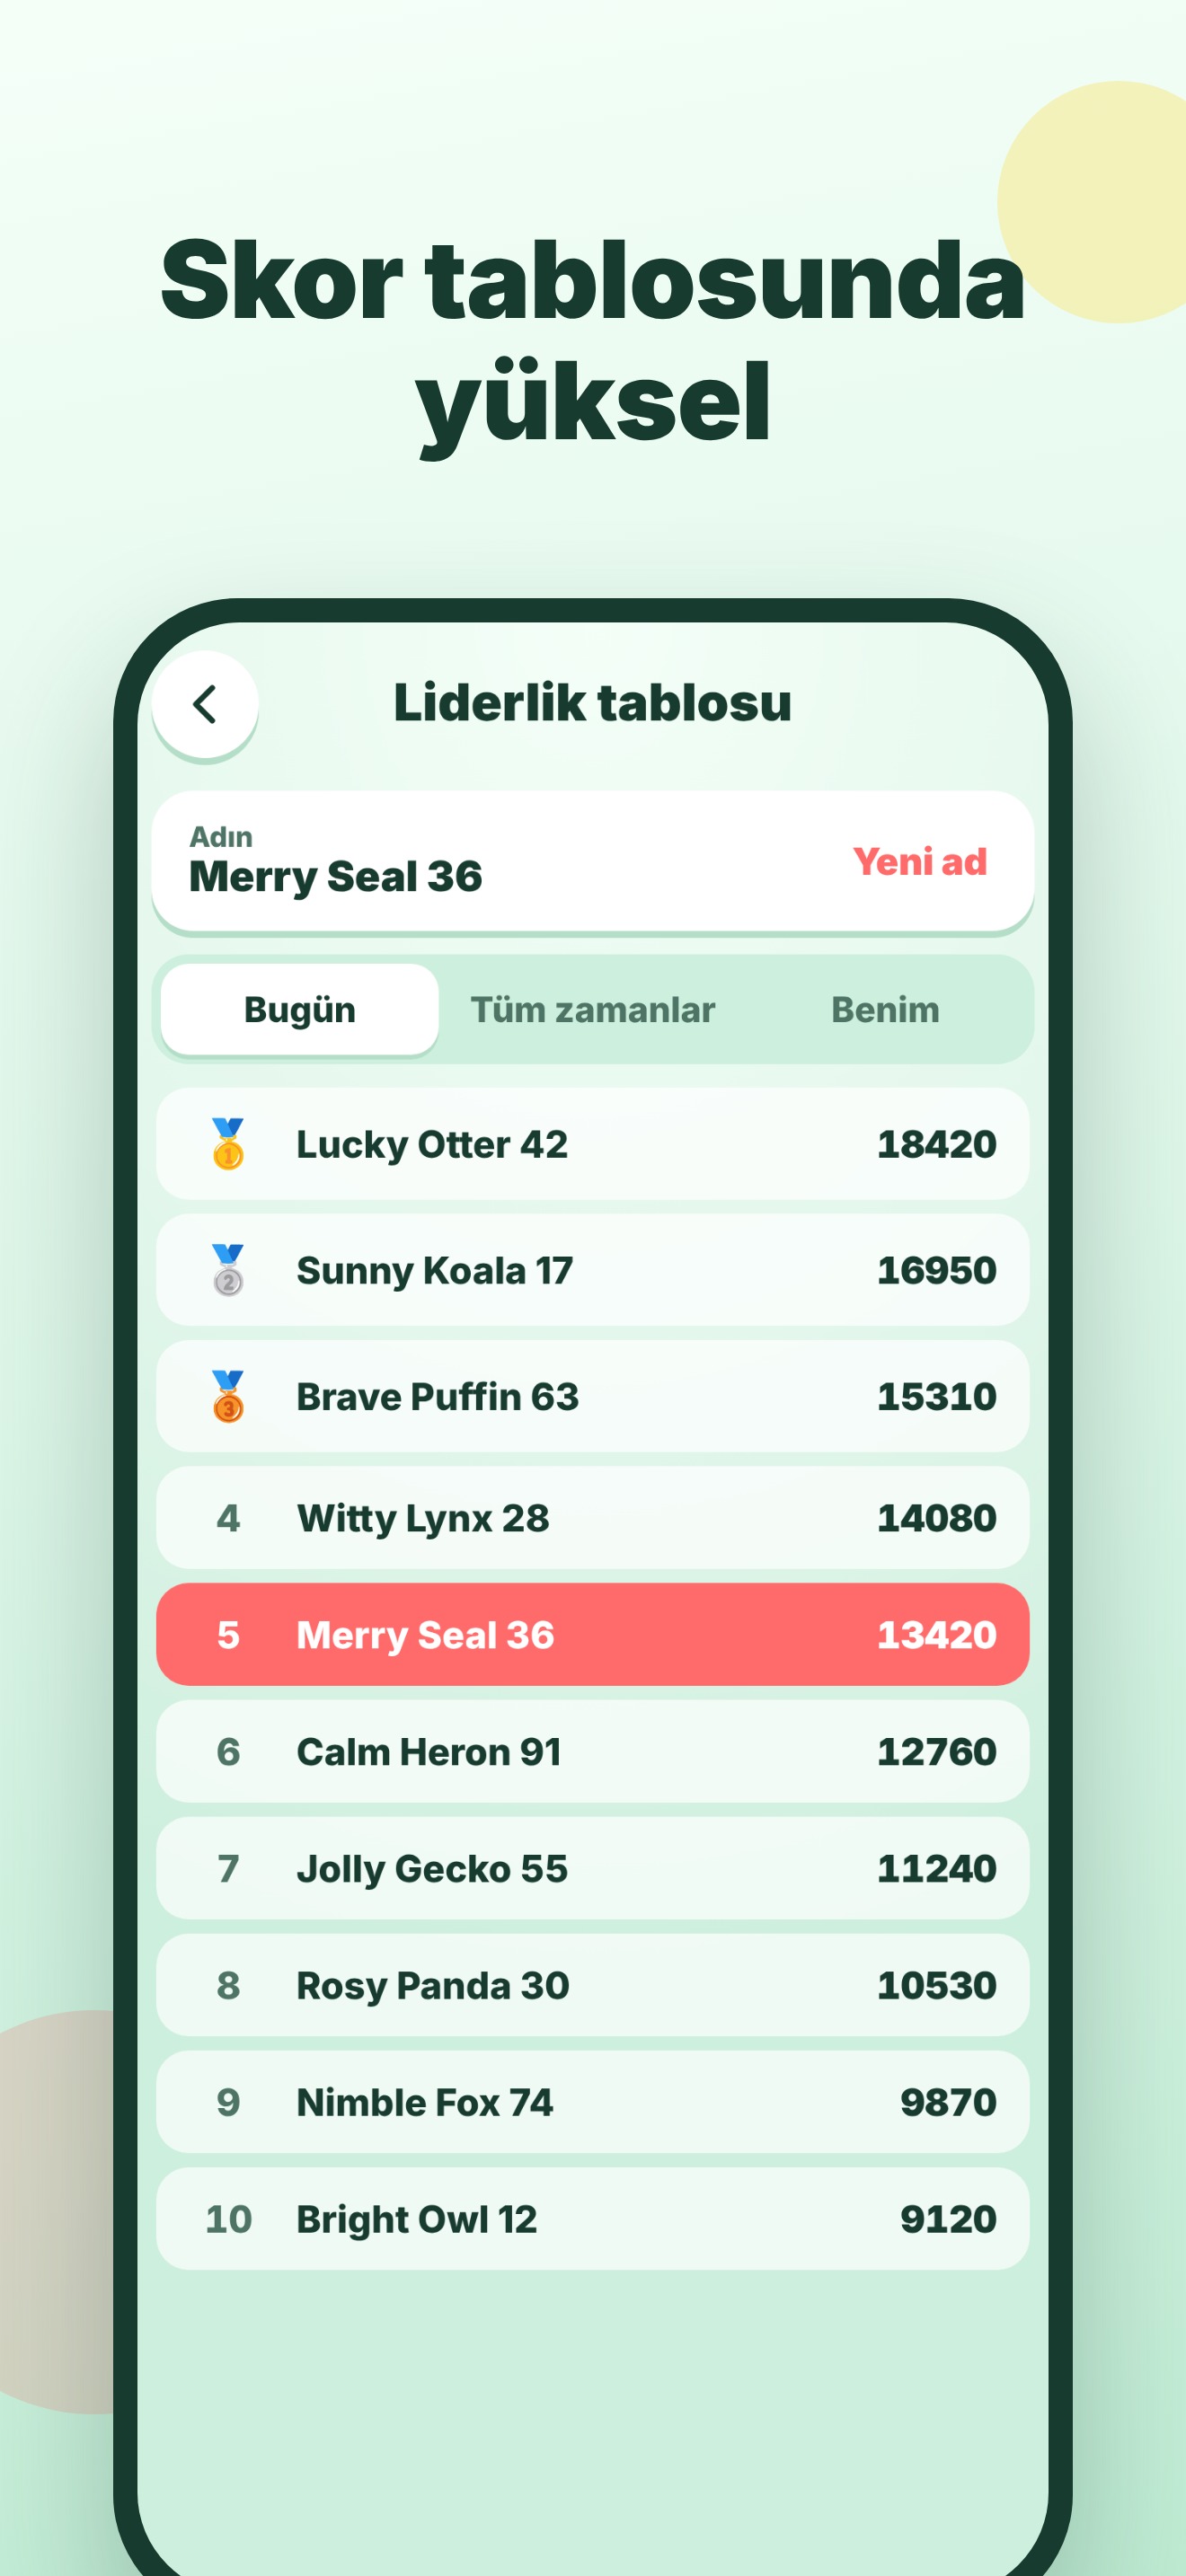 Skor tablosunda
yüksel
Liderlik tablosu
Adın
Merry Seal 36
Yeni ad
Bugün Tüm zamanlar Benim
1 Lucky Otter 42 18420
2 Sunny Koala 17 16950
3 Brave Puffin 63 15310
4 Witty Lynx 28 14080
5 Merry Seal 36 13420
6 Calm Heron 91 12760
7 Jolly Gecko 55 11240
8 Rosy Panda 30 10530
9 Nimble Fox 74 9870
10 Bright Owl 12 9120